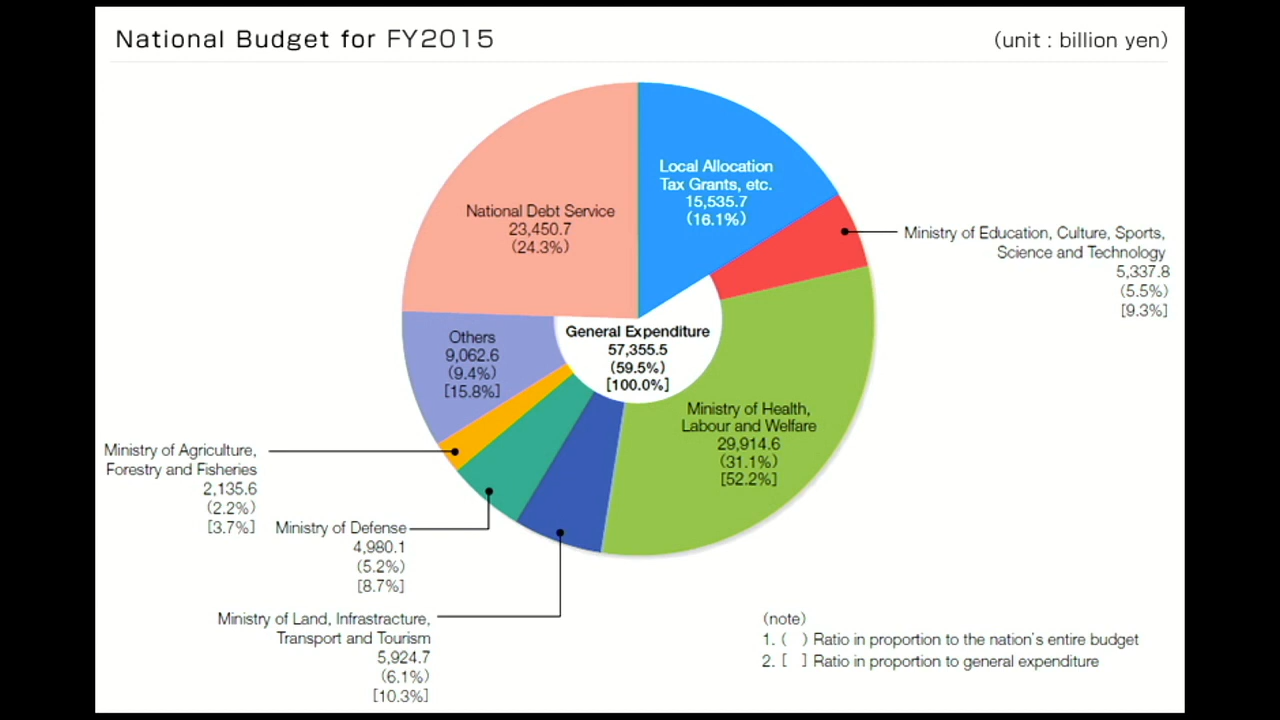 National Budget for FY2015
(unit : billion yen)
Local Allocation
Tax Grants, etc.
15,535.7
(16.1%)
Ministry of Education, Culture, Sports,
Science and Technology
5,337.8
(5.5%)
[9.3%]
National Debt Service
23,450.7
(24.3%)
General Expenditure
57,355.5
(59.5%)
[100.0%]
Others
9,062.6
(9.4%)
[15.8%]
Ministry of Health,
Labour and Welfare
29,914.6
(31.1%)
[52.2%]
Ministry of Agriculture,
Forestry and Fisheries
2,135.6
(2.2%)
[3.7%]
Ministry of Defense
4,980.1
(5.2%)
[8.7%]
Ministry of Land, Infrastracture,
Transport and Tourism
5,924.7
(6.1%)
[10.3%]
(note)
1. (   ) Ratio in proportion to the nation's entire budget
2. [   ] Ratio in proportion to general expenditure